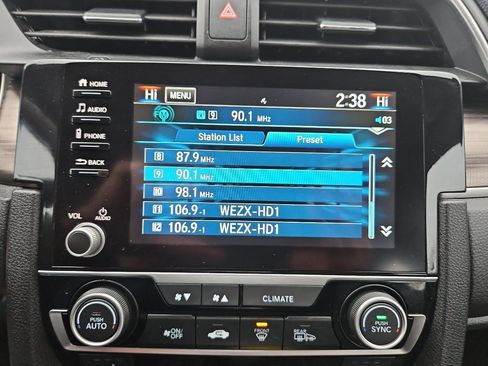 HOME
AUDIO
PHONE
BACK
VOL AUDIO
Hi MENU 2:38 Hi
FM 9 90.1 MHz 03
Station List Preset
8 87.9 MHz
9 90.1 MHz
10 98.1 MHz
11 106.9-1 WEZX-HD1
12 106.9-1 WEZX-HD1
CLIMATE
PUSH AUTO
ON/OFF
FRONT
REAR
PUSH SYNC